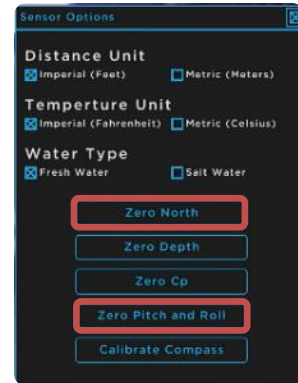 Sensor Options
Distance Unit
Imperial (Feet) Metric (Meters)
Temperture Unit
Imperial (Fahrenheit) Metric (Celsius)
Water Type
Fresh Water Salt Water
Zero North
Zero Depth
Zero Cp
Zero Pitch and Roll
Calibrate Compass